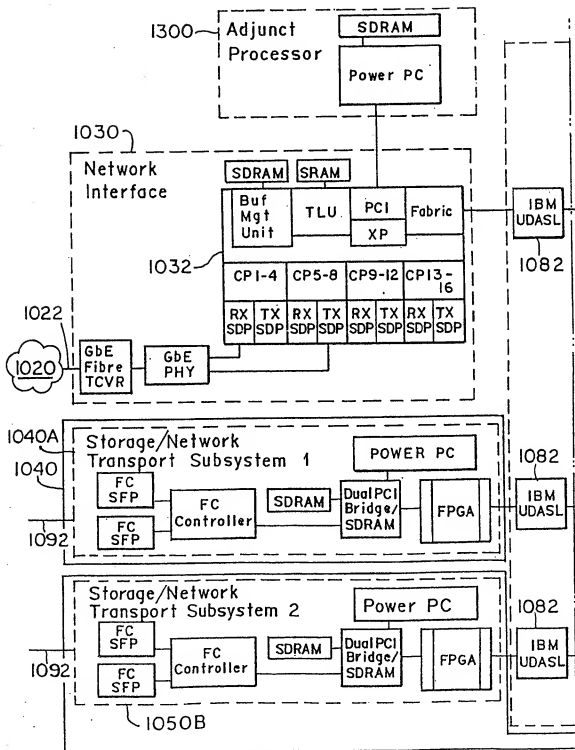 1300
Adjunct
Processor
SDRAM
Power PC
1030
Network
Interface
SDRAM
SRAM
Buf
Mgt
Unit
TLU
PCI
XP
Fabric
IBM
UDASL
1082
1032
CP1-4
CP5-8
CP9-12
CP13-
16
RX
SDP
TX
SDP
RX
SDP
TX
SDP
RX
SDP
TX
SDP
RX
SDP
TX
SDP
1022
1020
GbE
Fibre
TCVR
GbE
PHY
1040A
1040
Storage/Network
Transport Subsystem 1
POWER PC
1082
FC
SFP
FC
SFP
FC
Controller
SDRAM
Dual PCI
Bridge/
SDRAM
FPGA
IBM
UDASL
1092
Storage/Network
Transport Subsystem 2
Power PC
1082
FC
SFP
FC
SFP
FC
Controller
SDRAM
Dual PCI
Bridge/
SDRAM
FPGA
IBM
UDASL
1092
1050B